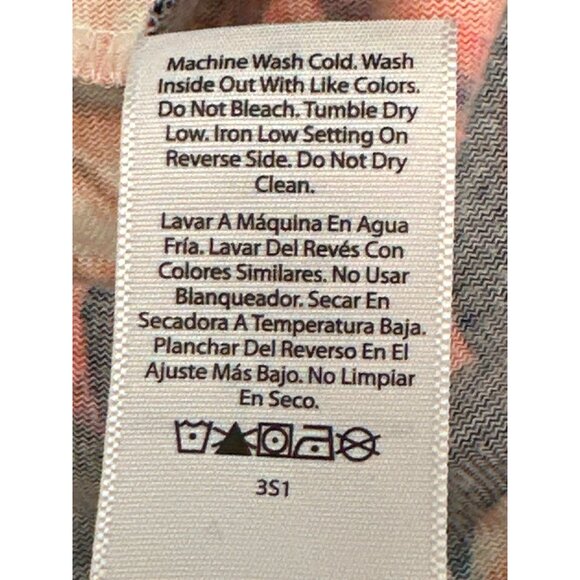 Machine Wash Cold. Wash
Inside Out With Like Colors.
Do Not Bleach. Tumble Dry
Low. Iron Low Setting On
Reverse Side. Do Not Dry
Clean.
Lavar A Máquina En Agua
Fría. Lavar Del Revés Con
Colores Similares. No Usar
Blanqueador. Secar En
Secadora A Temperatura Baja.
Planchar Del Reverso En El
Ajuste Más Bajo. No Limpiar
En Seco.
3S1